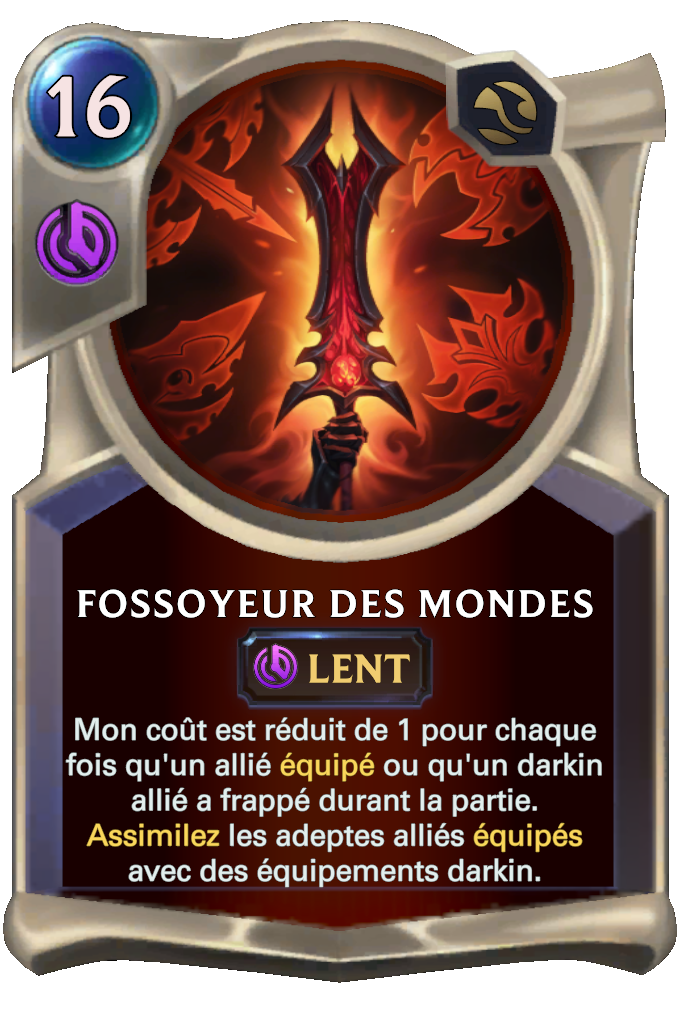 16
FOSSOYEUR DES MONDES
LENT
Mon coût est réduit de 1 pour chaque
fois qu'un allié équipé ou qu'un darkin
allié a frappé durant la partie.
Assimilez les adeptes alliés équipés
avec des équipements darkin.